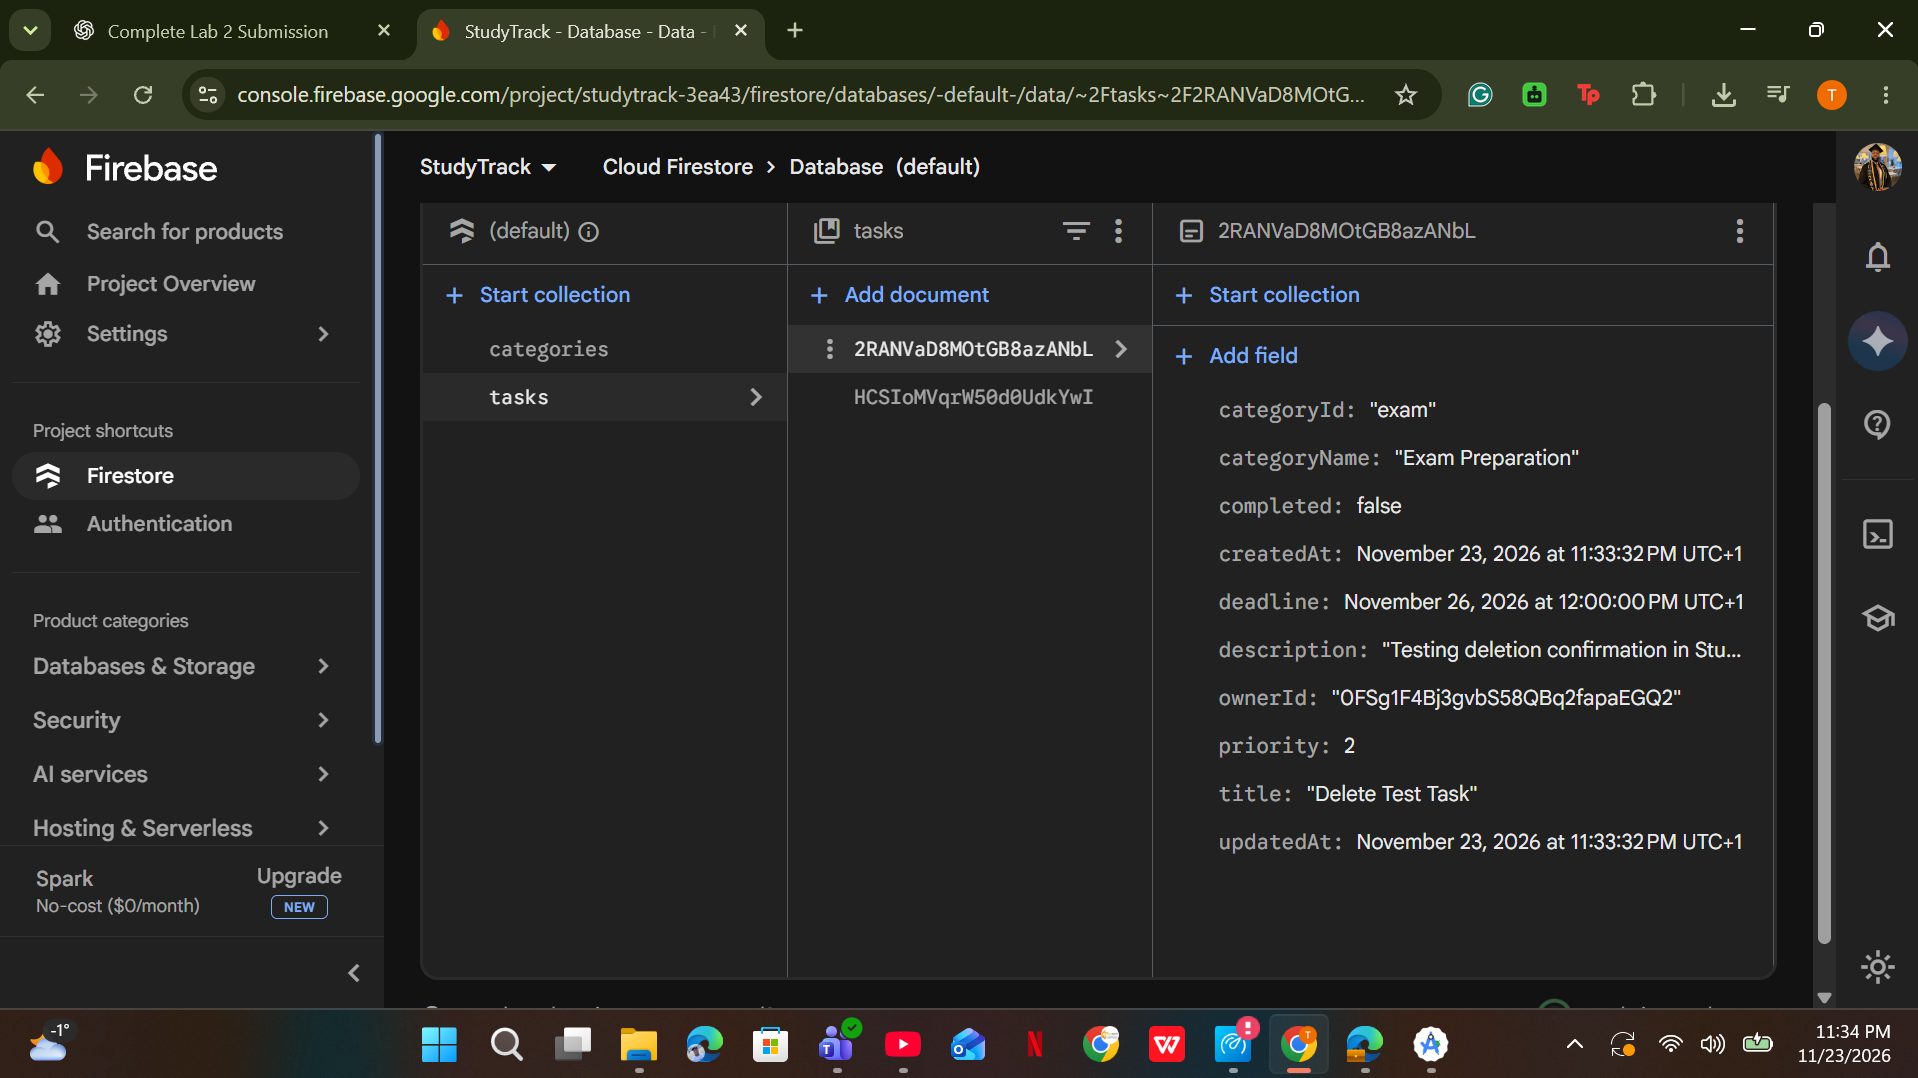 Complete Lab 2 Submission
StudyTrack - Database - Data -
console.firebase.google.com/project/studytrack-3ea43/firestore/databases/-default-/data/~2Ftasks~2F2RANVaD8MOtG...
T
Firebase
Search for products
Project Overview
Settings
Project shortcuts
Firestore
Authentication
Product categories
Databases & Storage
Security
AI services
Hosting & Serverless
Spark
No-cost ($0/month)
Upgrade
NEW
StudyTrack
Cloud Firestore > Database (default)
(default)
Start collection
categories
tasks
tasks
Add document
2RANVaD8MOtGB8azANbL
HCSIoMVqrW50d0UdkYwI
2RANVaD8MOtGB8azANbL
Start collection
Add field
categoryId: "exam"
categoryName: "Exam Preparation"
completed: false
createdAt: November 23, 2026 at 11:33:32 PM UTC+1
deadline: November 26, 2026 at 12:00:00 PM UTC+1
description: "Testing deletion confirmation in Stu...
ownerId: "0FSg1F4Bj3gvbS58QBq2fapaEGQ2"
priority: 2
title: "Delete Test Task"
updatedAt: November 23, 2026 at 11:33:32 PM UTC+1
-1°
11:34 PM
11/23/2026